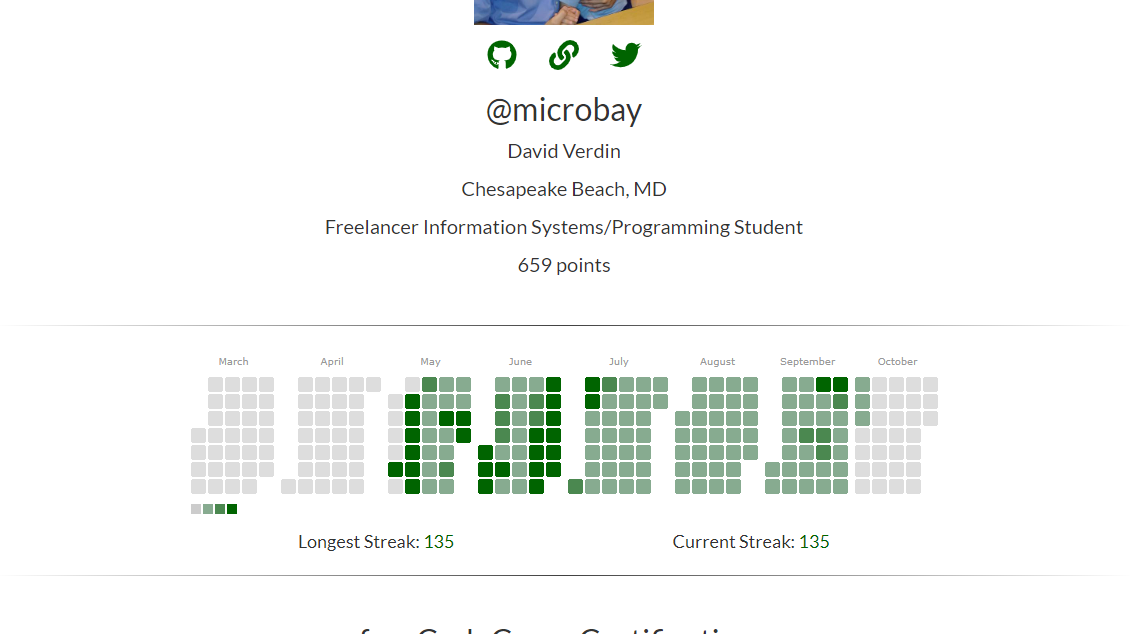 @microbay
David Verdin
Chesapeake Beach, MD
Freelancer Information Systems/Programming Student
659 points
March April May June July August September October
Longest Streak: 135 Current Streak: 135